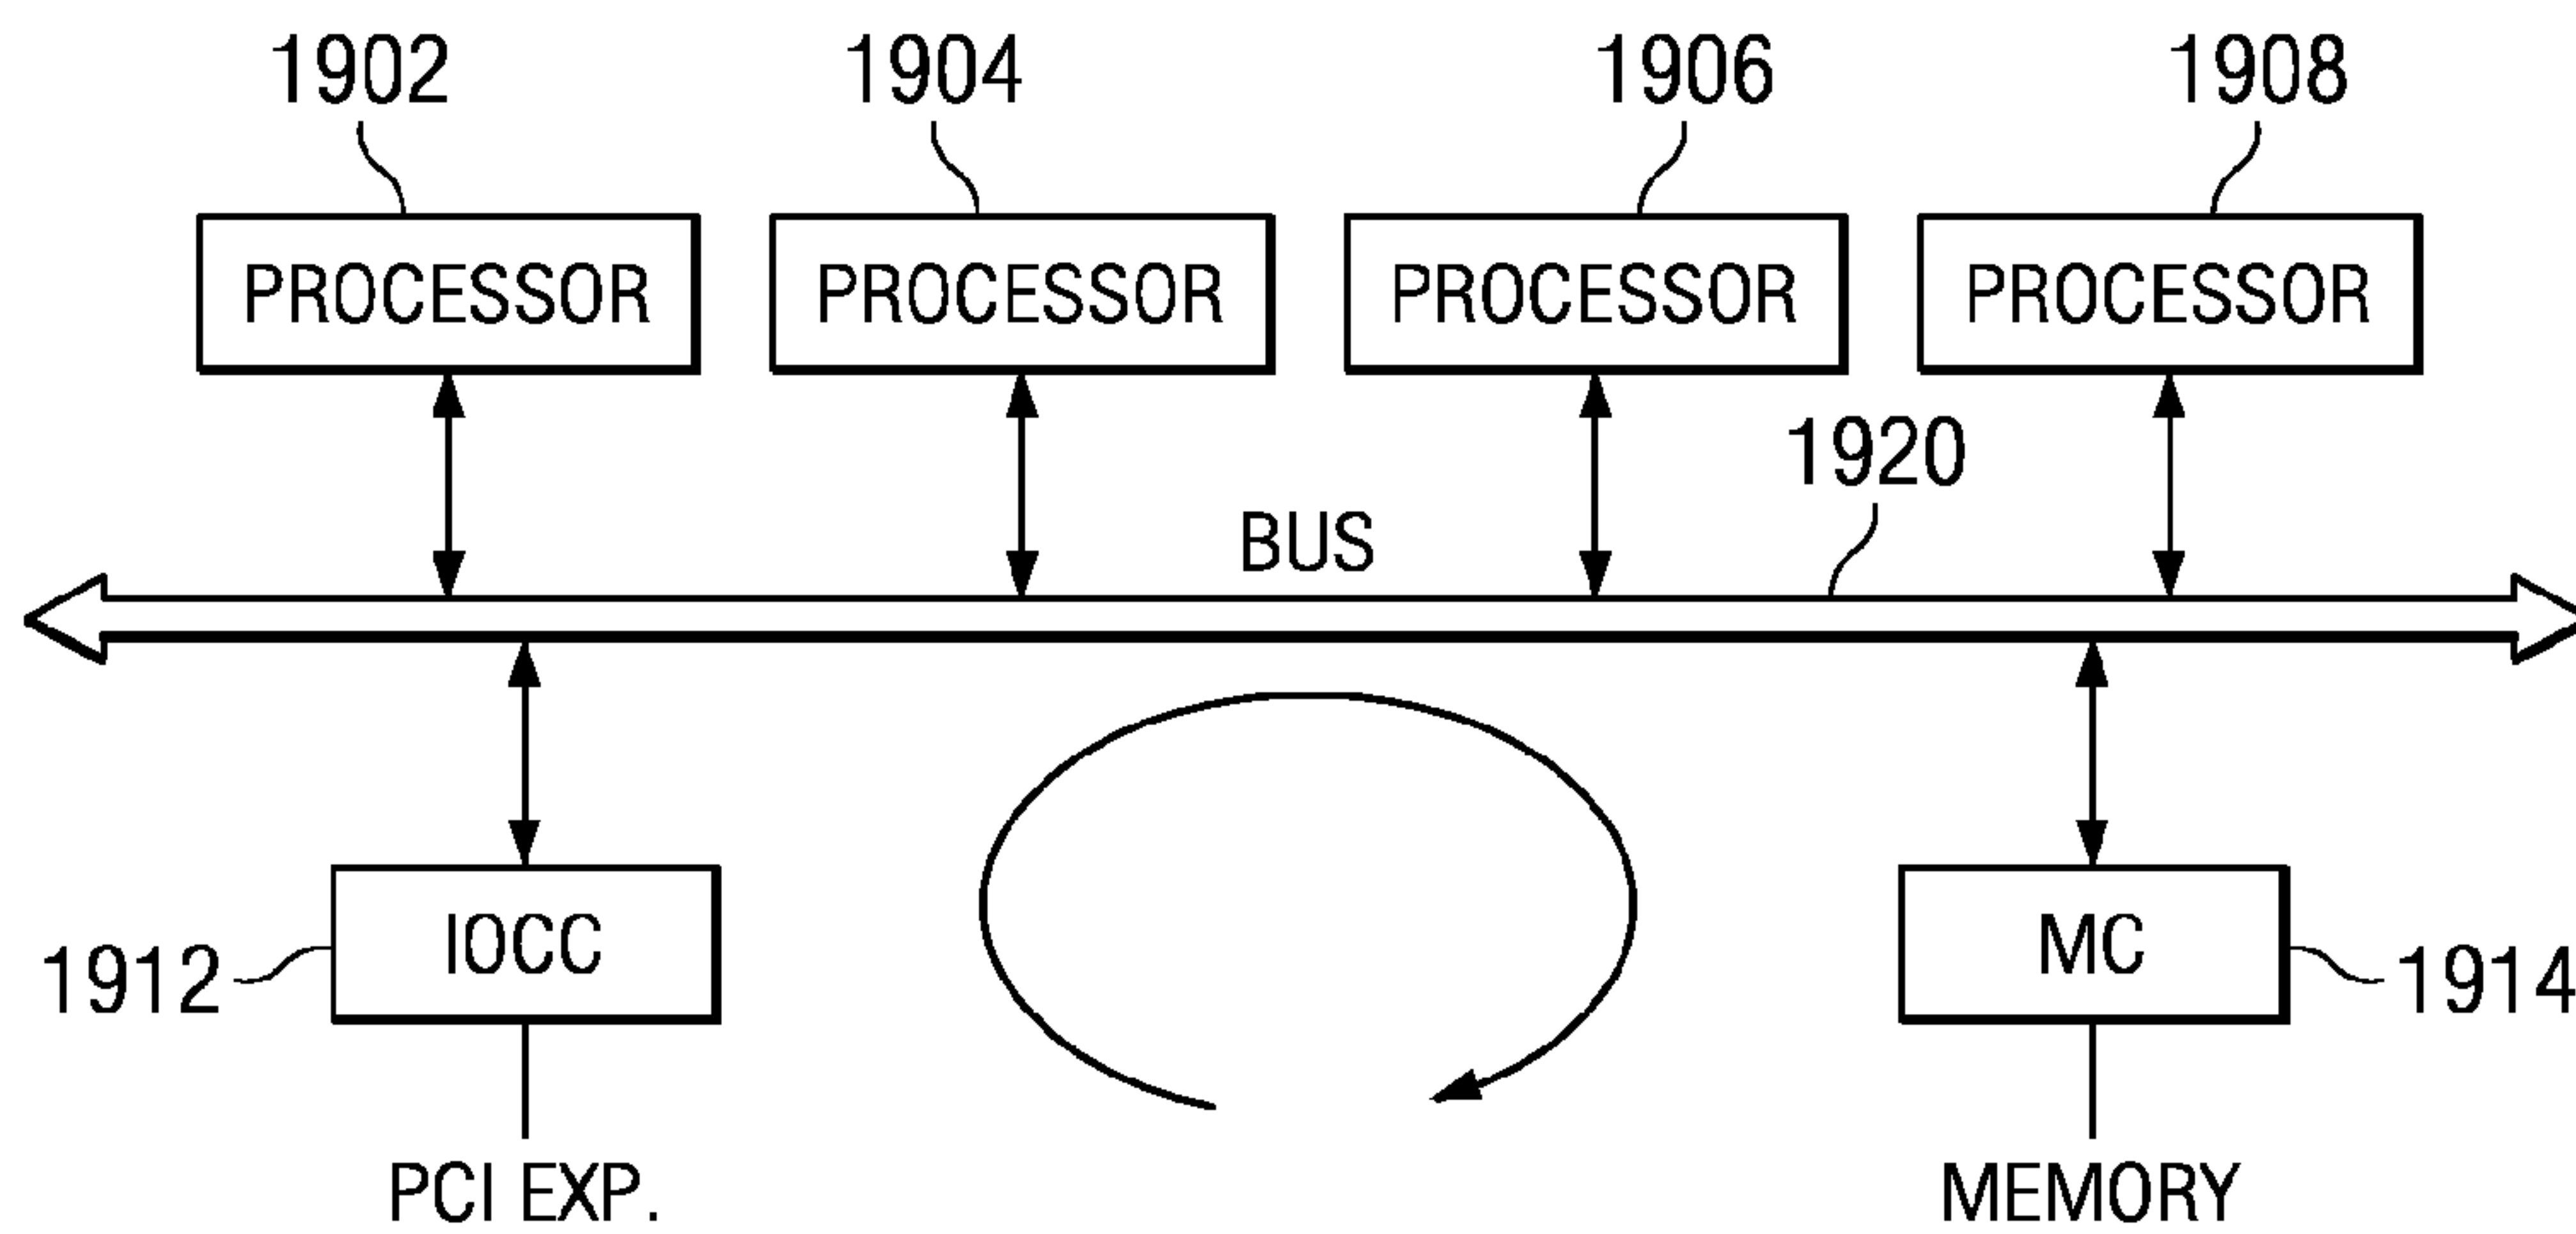 1902 1904 1906 1908
PROCESSOR PROCESSOR PROCESSOR PROCESSOR
1920
BUS
IOCC MC
1912 1914
PCI EXP. MEMORY